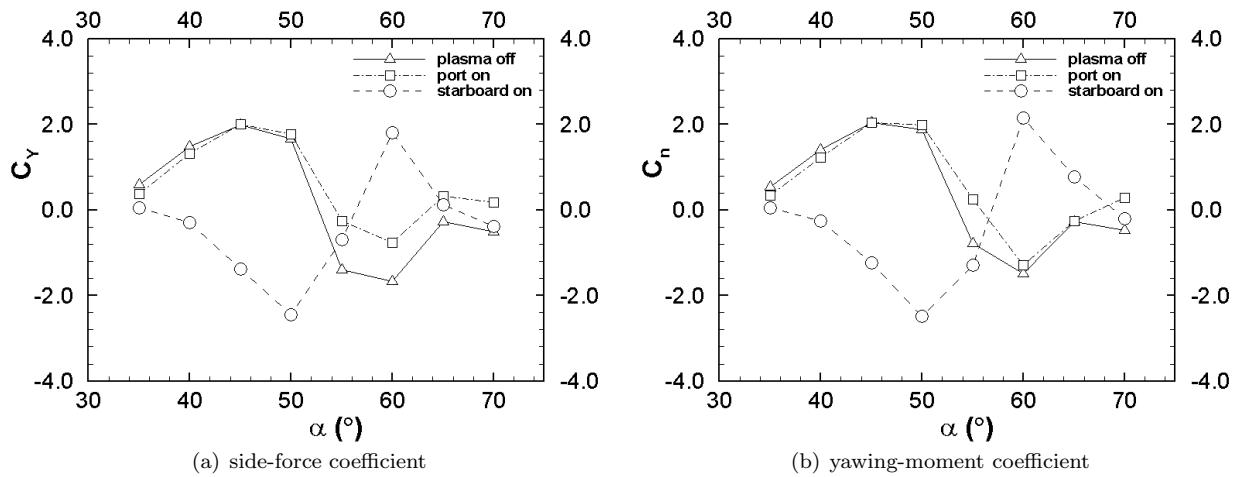 30 40 50 60 70
4.0 4.0
plasma off
port on
starboard on
2.0 2.0
C_Y
0.0 0.0
-2.0 -2.0
-4.0 -4.0
30 40 50 60 70
α (°)
(a) side-force coefficient
30 40 50 60 70
4.0 4.0
plasma off
port on
starboard on
2.0 2.0
C_n
0.0 0.0
-2.0 -2.0
-4.0 -4.0
30 40 50 60 70
α (°)
(b) yawing-moment coefficient